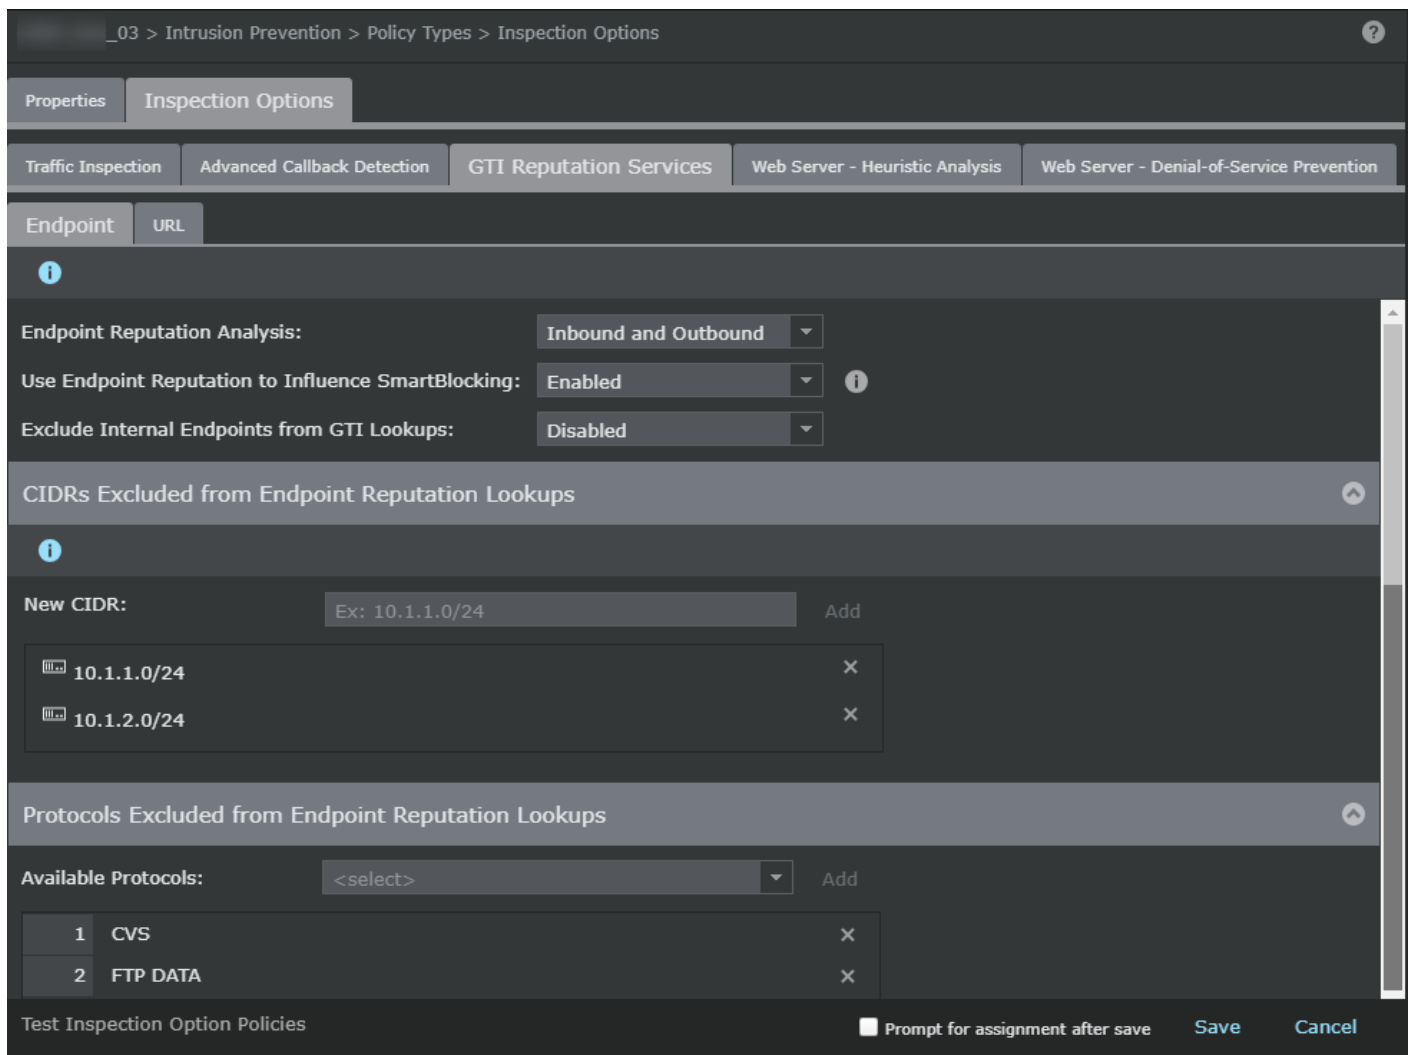 _03 > Intrusion Prevention > Policy Types > Inspection Options
Properties
Inspection Options
Traffic Inspection
Advanced Callback Detection
GTI Reputation Services
Web Server - Heuristic Analysis
Web Server - Denial-of-Service Prevention
Endpoint
URL
Endpoint Reputation Analysis:
Inbound and Outbound
Use Endpoint Reputation to Influence SmartBlocking:
Enabled
Exclude Internal Endpoints from GTI Lookups:
Disabled
CIDRs Excluded from Endpoint Reputation Lookups
New CIDR:
Ex: 10.1.1.0/24
Add
10.1.1.0/24
10.1.2.0/24
Protocols Excluded from Endpoint Reputation Lookups
Available Protocols:
<select>
Add
1 CVS
2 FTP DATA
Test Inspection Option Policies
Prompt for assignment after save
Save
Cancel